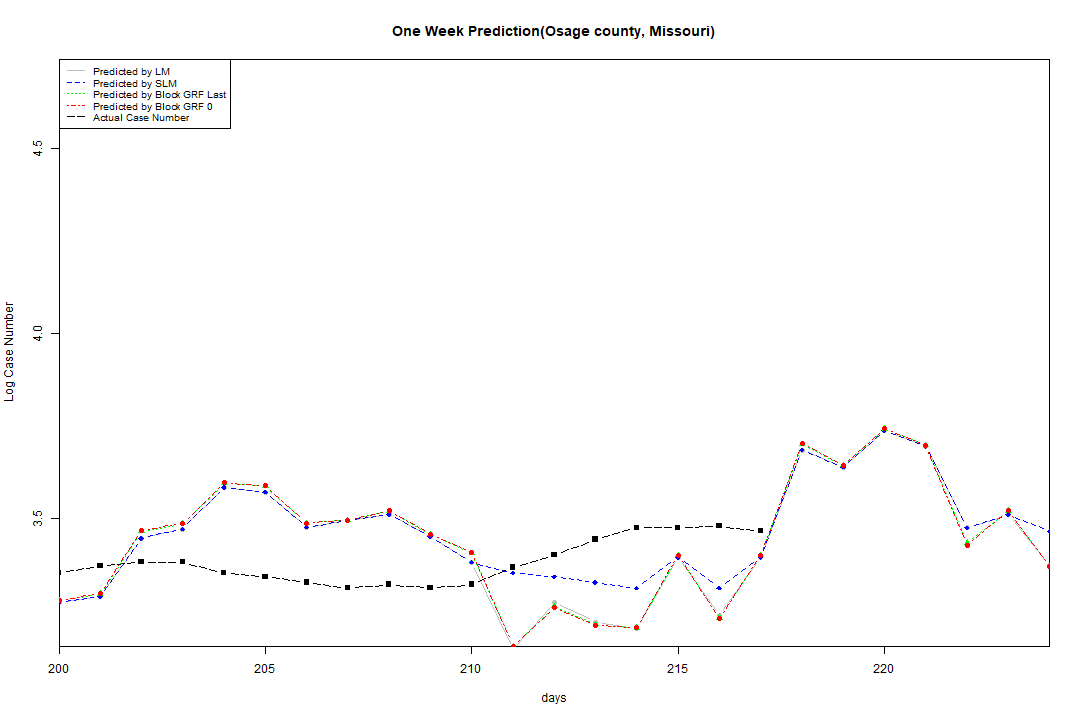 One Week Prediction(Osage county, Missouri)
Predicted by LM
Predicted by SLM
Predicted by Block GRF Last
Predicted by Block GRF 0
Actual Case Number
4.5
4.0
3.5
Log Case Number
200 205 210 215 220
days